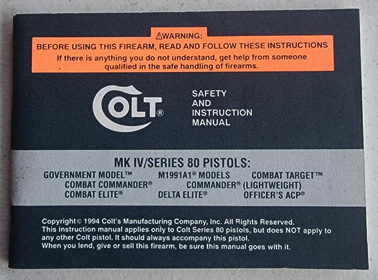 ⚠WARNING:
BEFORE USING THIS FIREARM, READ AND FOLLOW THESE INSTRUCTIONS
If there is anything you do not understand, get help from someone
qualified in the safe handling of firearms.
COLT®
SAFETY
AND
INSTRUCTION
MANUAL
MK IV/SERIES 80 PISTOLS:
GOVERNMENT MODEL™ M1991A1® MODELS COMBAT TARGET™
COMBAT COMMANDER® COMMANDER® (LIGHTWEIGHT)
COMBAT ELITE® DELTA ELITE® OFFICER'S ACP®
Copyright© 1994 Colt's Manufacturing Company, Inc. All Rights Reserved.
This instruction manual applies only to Colt Series 80 pistols, but does NOT apply to
any other Colt pistol. It should always accompany this pistol.
When you lend, give or sell this firearm, be sure this manual goes with it.